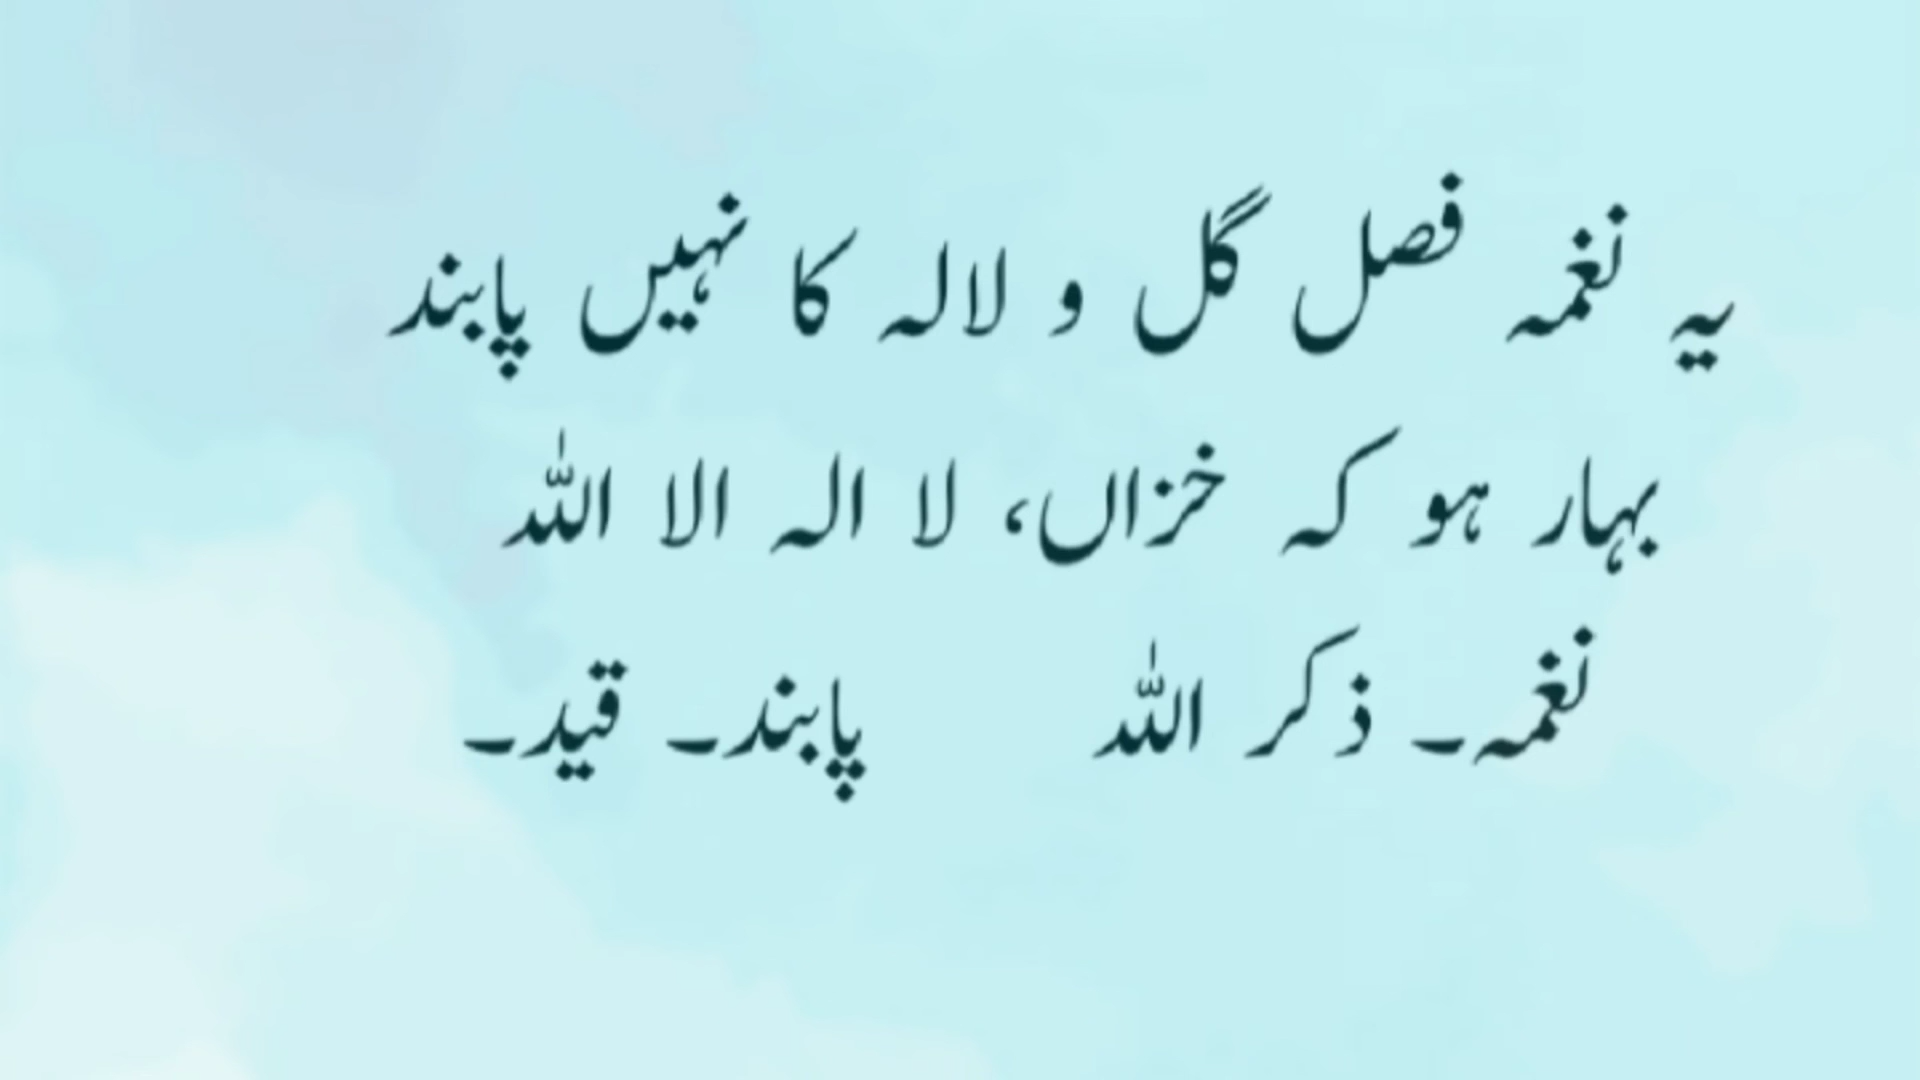 یہ نغمہ فصل گل و لالہ کا نہیں پابند
بہار ہو کہ خزاں، لا الہ الا اللہ
نغمہ۔ ذکر اللہ پابند۔ قید۔